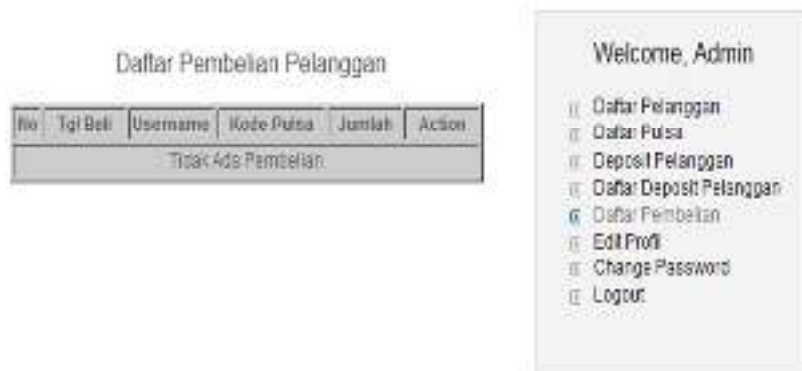 Daftar Pembelian Pelanggan
No Tgl Beli Username Kode Pulsa Jumlah Action
Tidak Ada Pembelian
Welcome, Admin
Daftar Pelanggan
Daftar Pulsa
Deposit Pelanggan
Daftar Deposit Pelanggan
Daftar Pembelian
Edit Profil
Change Password
Logout